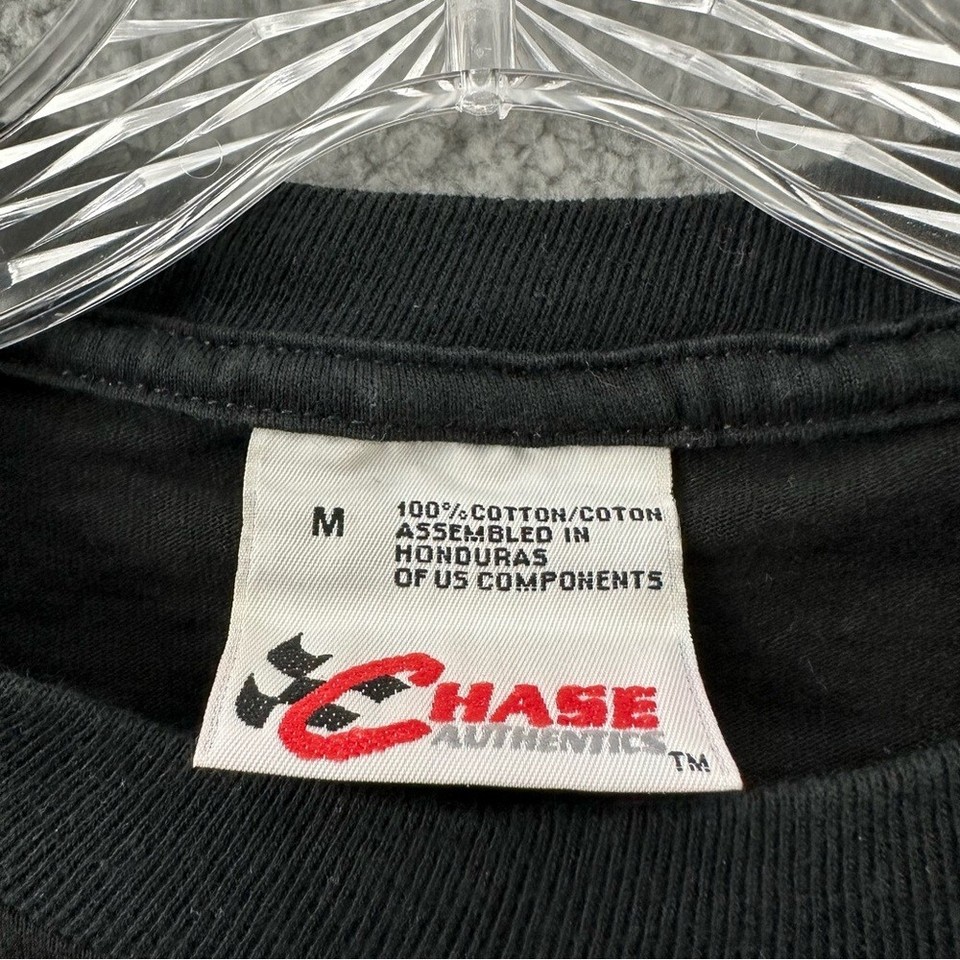 M
100% COTTON/COTON
ASSEMBLED IN
HONDURAS
OF US COMPONENTS
CHASE
AUTHENTICS
TM